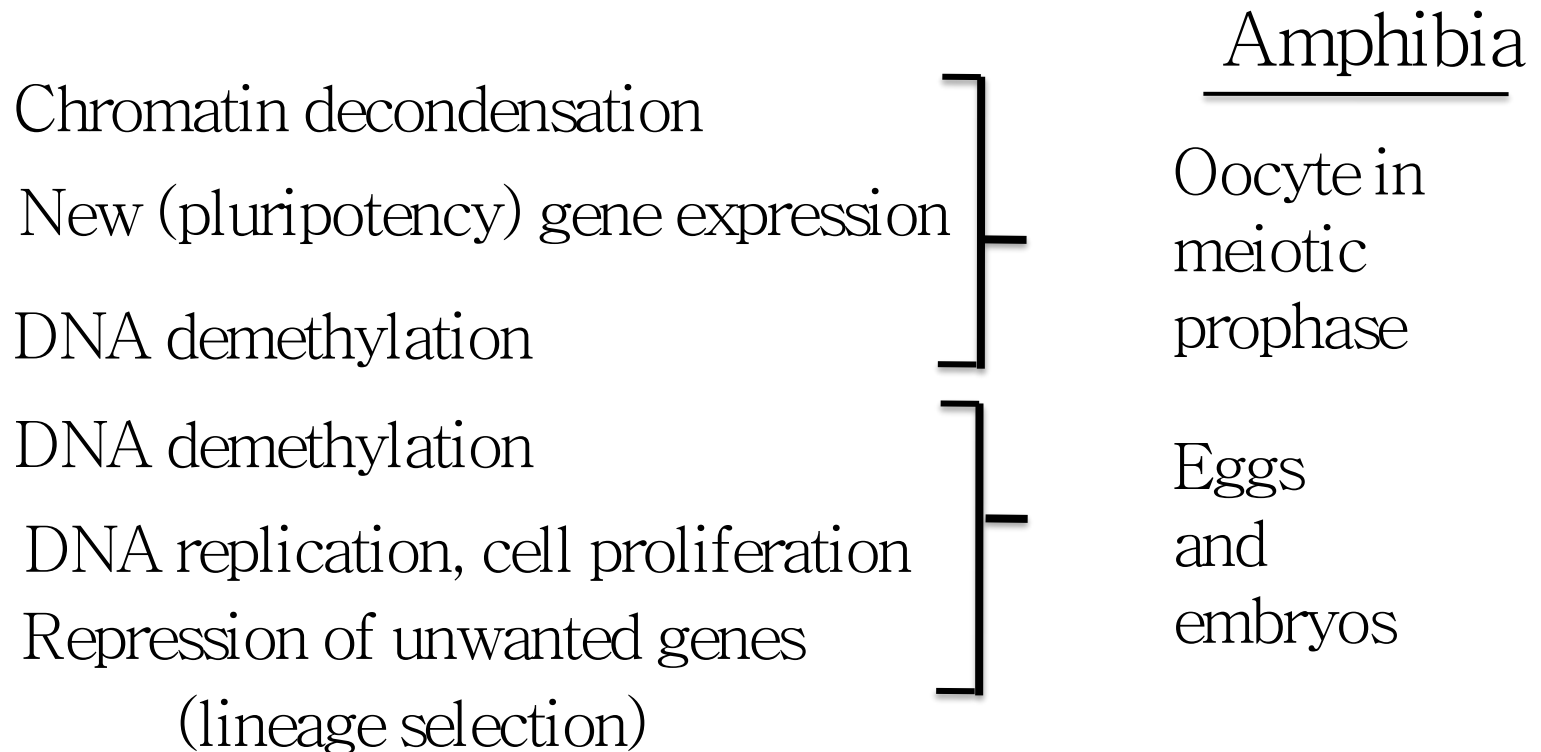 Amphibia
Chromatin decondensation
New (pluripotency) gene expression
DNA demethylation
Oocyte in
meiotic
prophase
DNA demethylation
DNA replication, cell proliferation
Repression of unwanted genes
(lineage selection)
Eggs
and
embryos